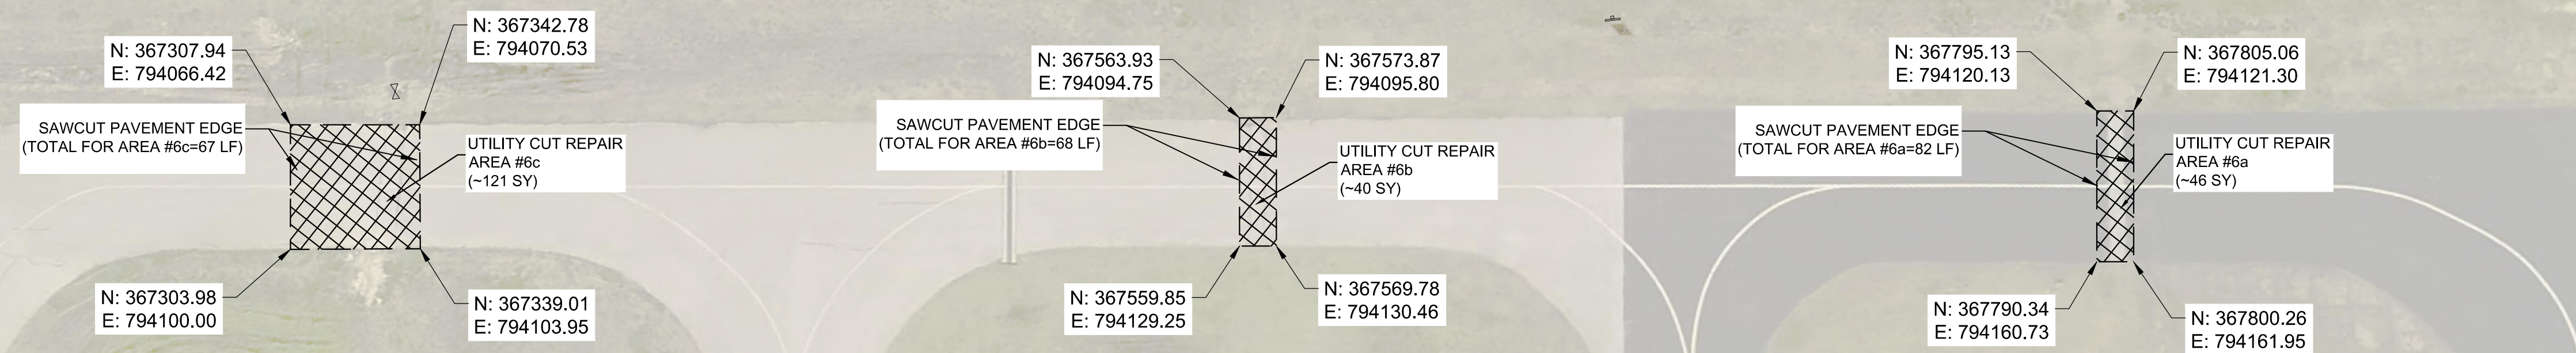 N: 367307.94
E: 794066.42
N: 367342.78
E: 794070.53
SAWCUT PAVEMENT EDGE
(TOTAL FOR AREA #6c=67 LF)
UTILITY CUT REPAIR
AREA #6c
(~121 SY)
N: 367303.98
E: 794100.00
N: 367339.01
E: 794103.95
N: 367563.93
E: 794094.75
N: 367573.87
E: 794095.80
SAWCUT PAVEMENT EDGE
(TOTAL FOR AREA #6b=68 LF)
UTILITY CUT REPAIR
AREA #6b
(~40 SY)
N: 367559.85
E: 794129.25
N: 367569.78
E: 794130.46
N: 367795.13
E: 794120.13
N: 367805.06
E: 794121.30
SAWCUT PAVEMENT EDGE
(TOTAL FOR AREA #6a=82 LF)
UTILITY CUT REPAIR
AREA #6a
(~46 SY)
N: 367790.34
E: 794160.73
N: 367800.26
E: 794161.95